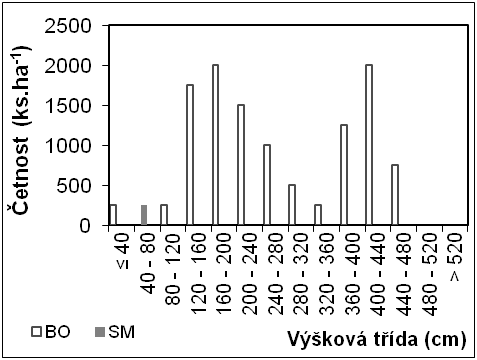 Četnost (ks.ha-1)
2500
2000
1500
1000
500
0
≤ 40
40 - 80
80 - 120
120 - 160
160 - 200
200 - 240
240 - 280
280 - 320
320 - 360
360 - 400
400 - 440
440 - 480
480 - 520
> 520
BO SM
Výšková třída (cm)